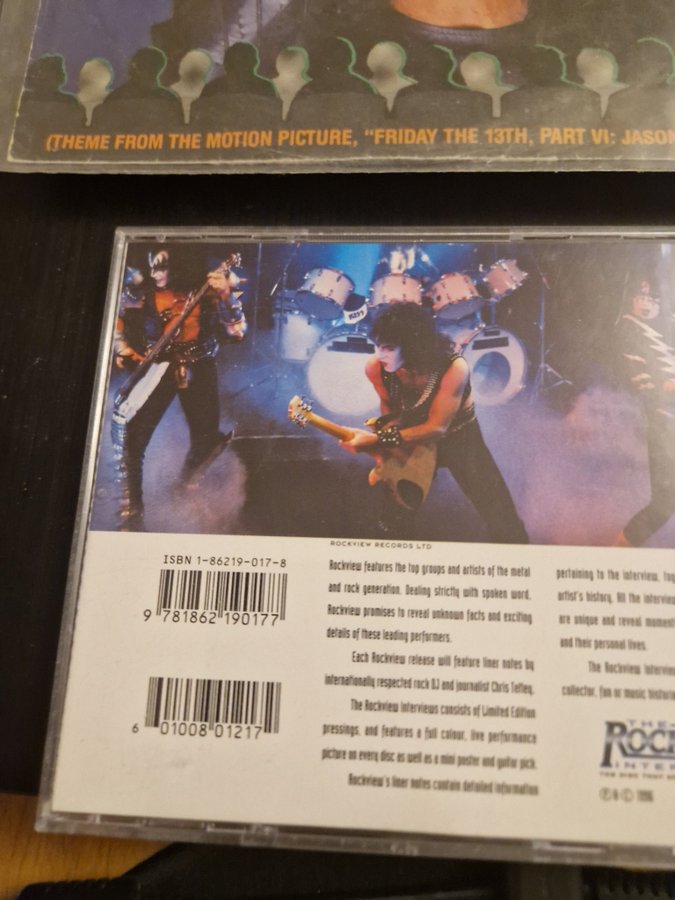 (THEME FROM THE MOTION PICTURE, "FRIDAY THE 13TH, PART VI: JASON
KISS
ROCKVIEW RECORDS LTD
ISBN 1-86219-017-8
9 781862 190177
6 01008 01217
Rockview features the top groups and artists of the metal
and rock generation. Dealing strictly with spoken word,
Rockview promises to reveal unknown facts and exciting
details of these leading performers.
Each Rockview release will feature liner notes by
internationally respected rock DJ and journalist Chris Tetley.
The Rockview Interviews consists of Limited Edition
pressings, and features a full colour, live performance
picture on every disc as well as a mini poster and guitar pick.
Rockview's liner notes contain detailed information
pertaining to the interview,
artist's history. All the
are unique and reveal
and their personal lives.
The Rockview
collector, fan or music
THE
ROCK
INTER
THE DISC THAT
℗ & © 1996